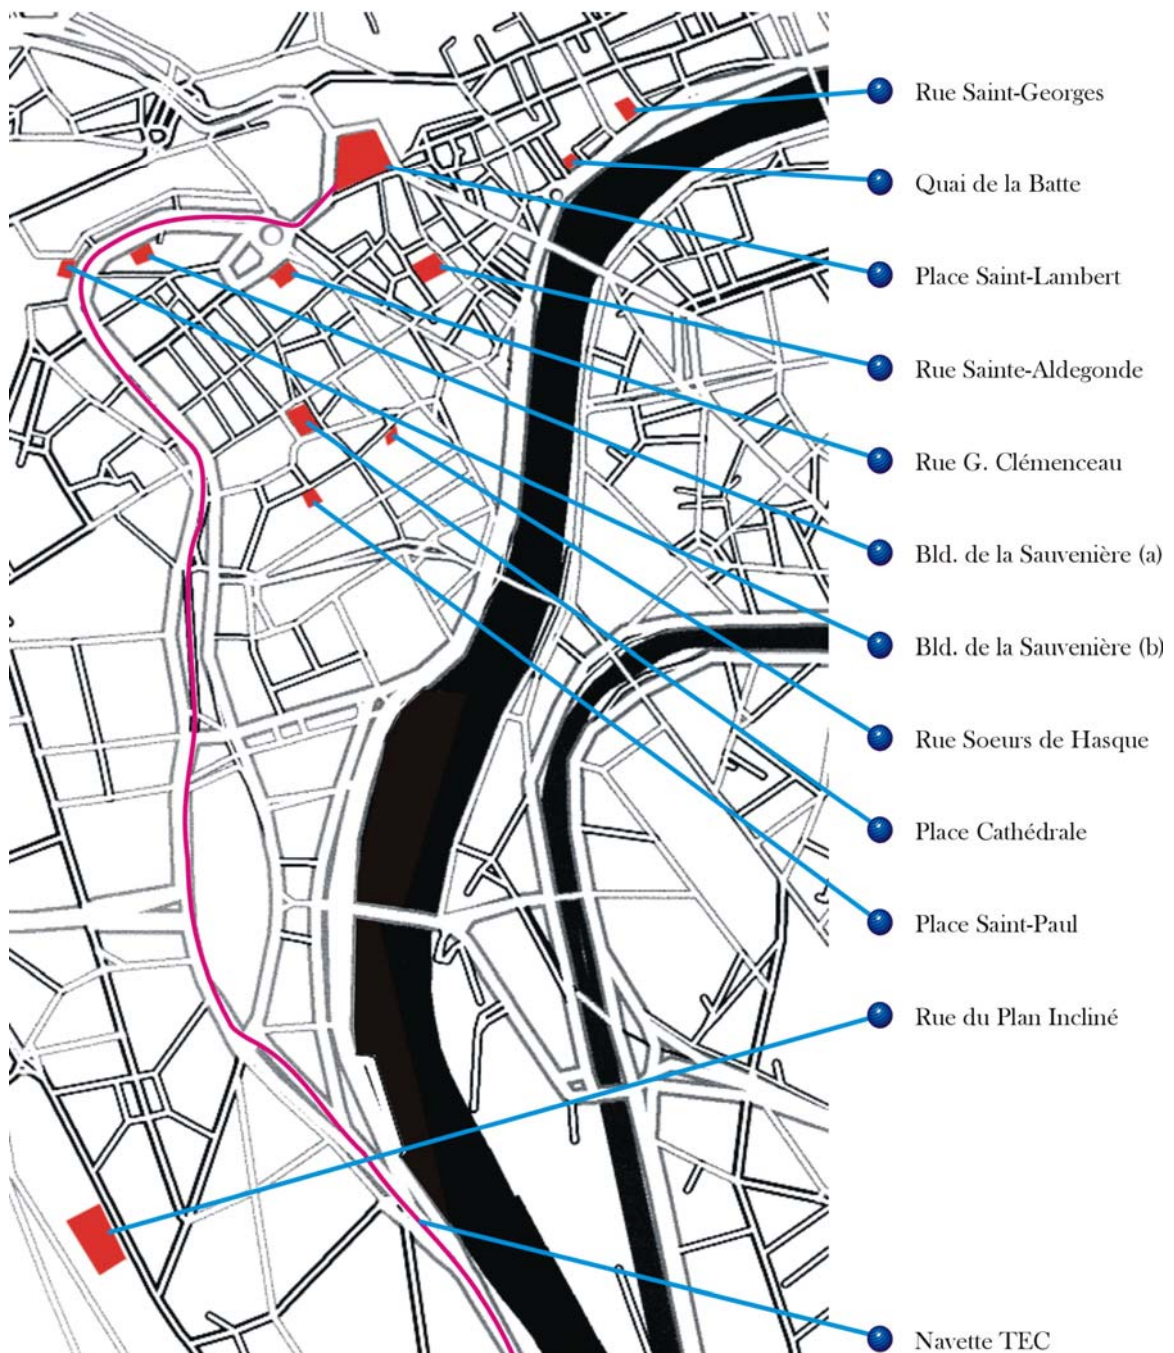 Rue Saint-Georges
Quai de la Batte
Place Saint-Lambert
Rue Sainte-Aldegonde
Rue G. Clémenceau
Bld. de la Sauvenière (a)
Bld. de la Sauvenière (b)
Rue Soeurs de Hasque
Place Cathédrale
Place Saint-Paul
Rue du Plan Incliné
Navette TEC